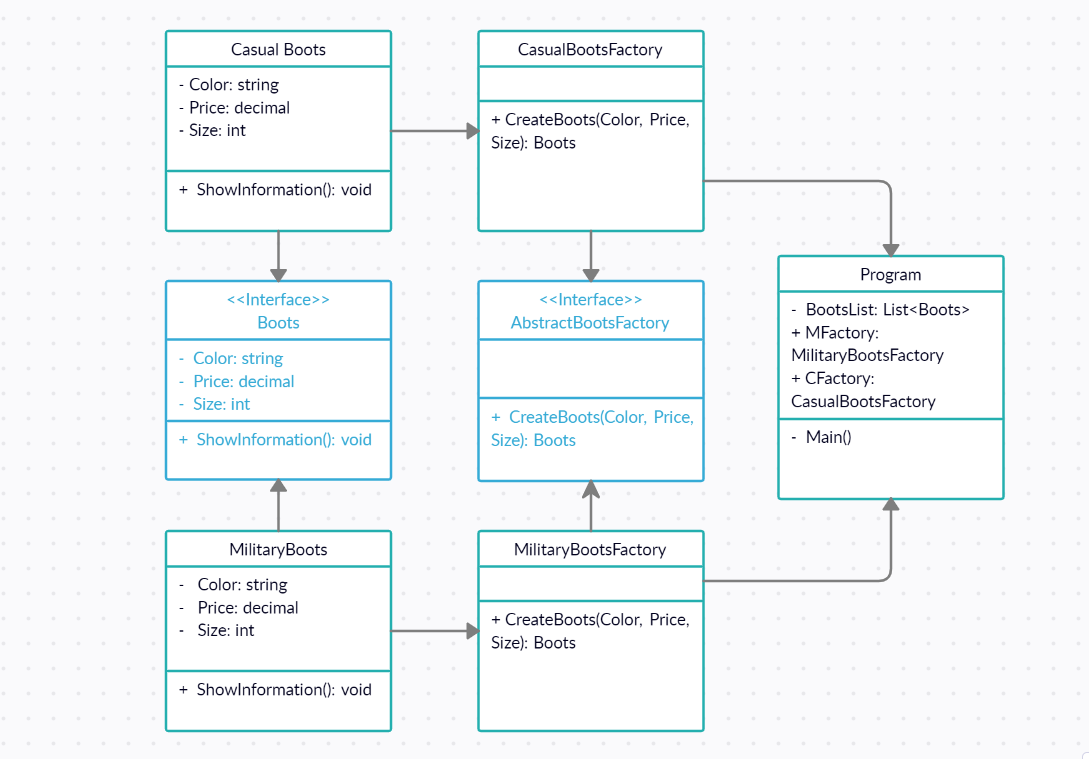 Casual Boots
- Color: string
- Price: decimal
- Size: int
+ ShowInformation(): void
CasualBootsFactory
+ CreateBoots(Color, Price,
Size): Boots
<<Interface>>
Boots
- Color: string
- Price: decimal
- Size: int
+ ShowInformation(): void
<<Interface>>
AbstractBootsFactory
+ CreateBoots(Color, Price,
Size): Boots
Program
- BootsList: List<Boots>
+ MFactory:
MilitaryBootsFactory
+ CFactory:
CasualBootsFactory
- Main()
MilitaryBoots
- Color: string
- Price: decimal
- Size: int
+ ShowInformation(): void
MilitaryBootsFactory
+ CreateBoots(Color, Price,
Size): Boots